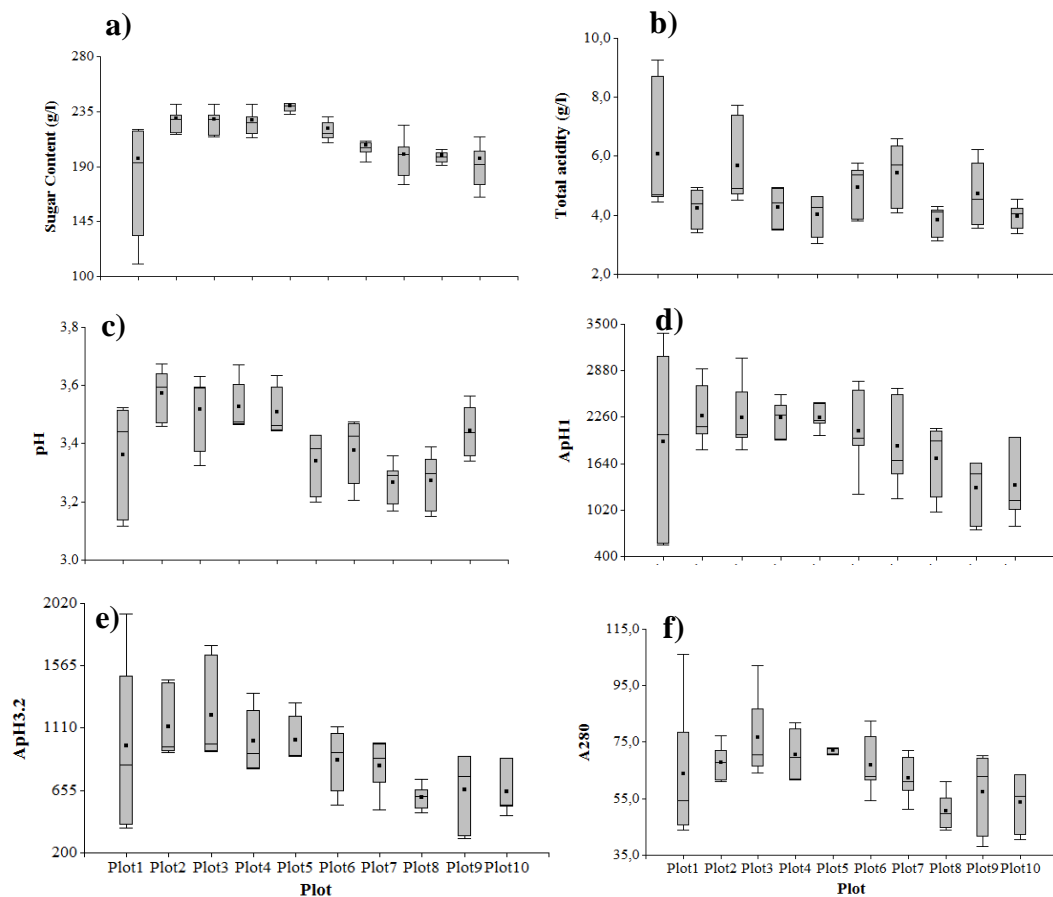 a)
Sugar Content (g/l)
280
235
190
145
100
b)
Total acidity (g/l)
10,0
8,0
6,0
4,0
2,0
c)
pH
3,8
3,6
3,4
3,2
3.0
d)
ApH1
3500
2880
2260
1640
1020
400
e)
ApH3.2
2020
1565
1110
655
200
Plot1 Plot2 Plot3 Plot4 Plot5 Plot6 Plot7 Plot8 Plot9 Plot10
Plot
f)
A280
115,0
95,0
75,0
55,0
35,0
Plot1 Plot2 Plot3 Plot4 Plot5 Plot6 Plot7 Plot8 Plot9 Plot10
Plot